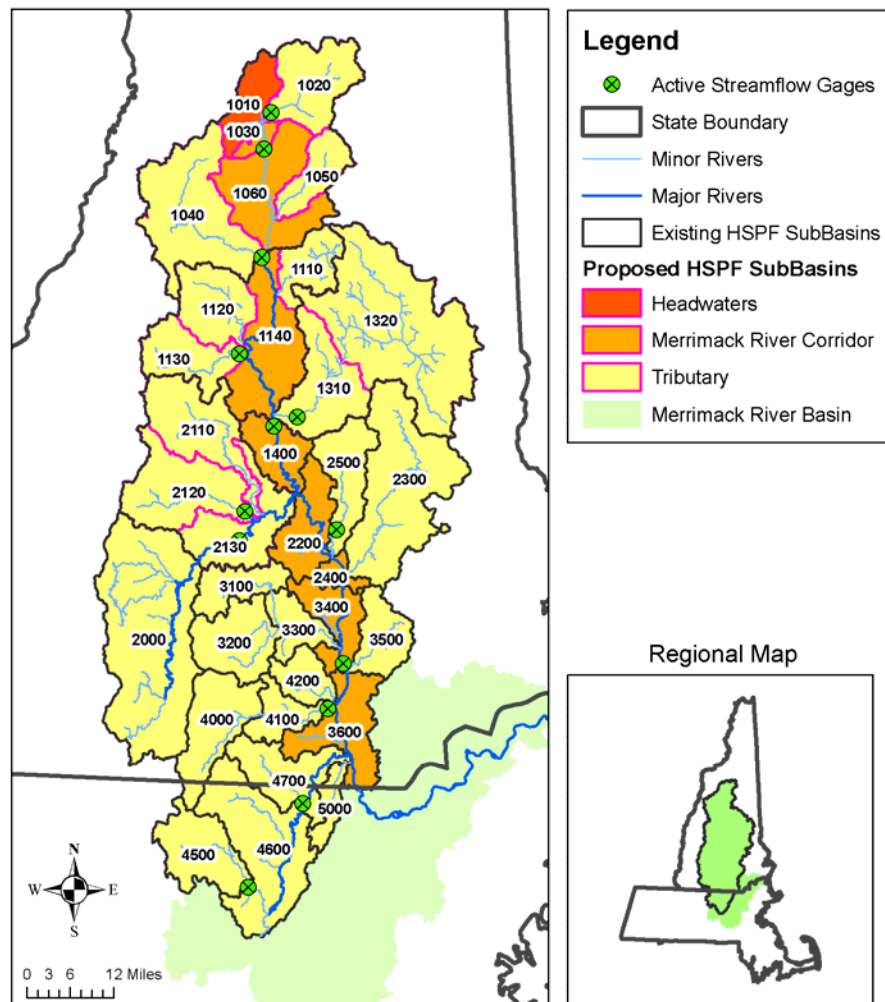 1020
1010
1030
1050
1060
1040
1110
1120
1320
1140
1130
1310
2110
1400
2500
2300
2120
2200
2130
2400
3100
3400
3300
3500
3200
2000
4200
4000
4100
3600
4700
5000
4600
4500
N
W E
S
0 3 6 12 Miles
Legend
Active Streamflow Gages
State Boundary
Minor Rivers
Major Rivers
Existing HSPF SubBasins
Proposed HSPF SubBasins
Headwaters
Merrimack River Corridor
Tributary
Merrimack River Basin
Regional Map